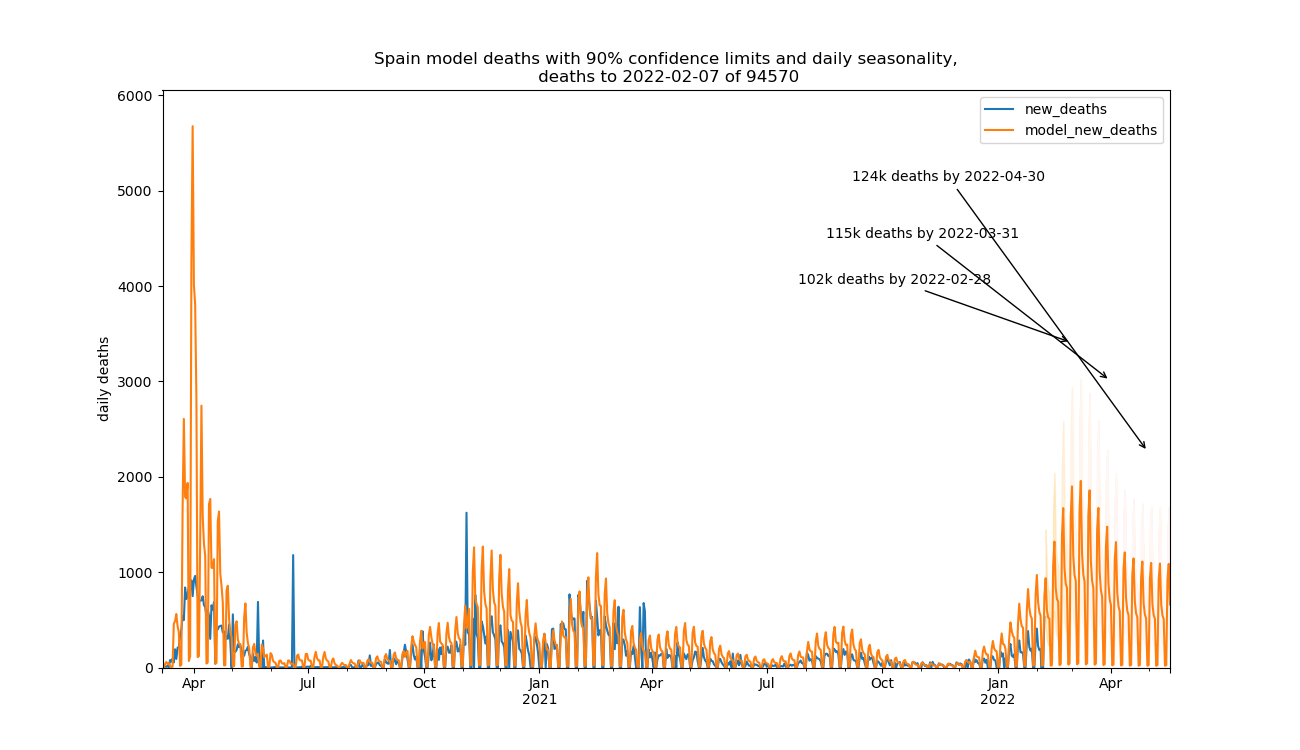 Spain model deaths with 90% confidence limits and daily seasonality,
deaths to 2022-02-07 of 94570
new_deaths
model_new_deaths
124k deaths by 2022-04-30
115k deaths by 2022-03-31
102k deaths by 2022-02-28
daily deaths
6000
5000
4000
3000
2000
1000
0
Apr Jul Oct Jan Apr Jul Oct Jan Apr
2021 2022